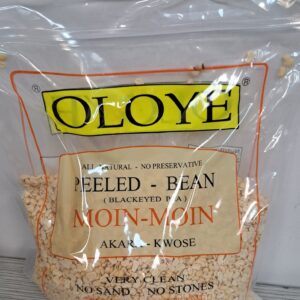 ® OLOYE ®
ALL NATURAL - NO PRESERVATIVE
PEELED - BEAN
( BLACKEYED PEA )
MOIN-MOIN
AKARA - KWOSE
VERY CLEAN
NO SAND - NO STONES